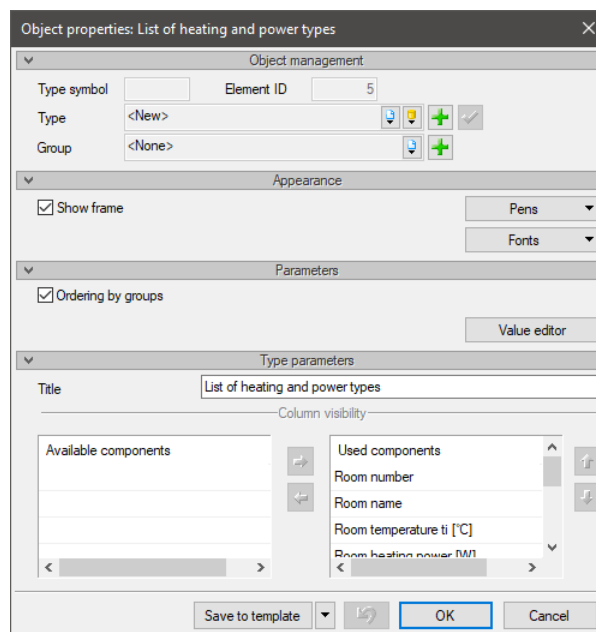 Object properties: List of heating and power types
Object management
Type symbol Element ID 5
Type <New>
Group <None>
Appearance
Show frame Pens
Fonts
Parameters
Ordering by groups
Value editor
Type parameters
Title List of heating and power types
Column visibility
Available components Used components
Room number
Room name
Room temperature ti [°C]
Room heating power [W]
Save to template OK Cancel